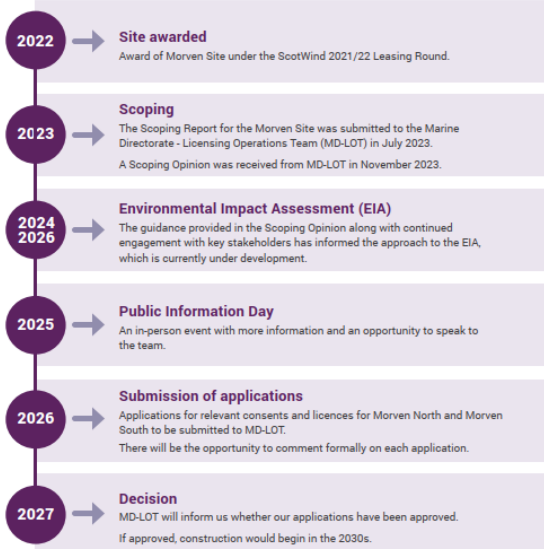 2022
Site awarded
Award of Morven Site under the ScotWind 2021/22 Leasing Round.
2023
Scoping
The Scoping Report for the Morven Site was submitted to the Marine
Directorate - Licensing Operations Team (MD-LOT) in July 2023.
A Scoping Opinion was received from MD-LOT in November 2023.
2024
2026
Environmental Impact Assessment (EIA)
The guidance provided in the Scoping Opinion along with continued
engagement with key stakeholders has informed the approach to the EIA,
which is currently under development.
2025
Public Information Day
An in-person event with more information and an opportunity to speak to
the team.
2026
Submission of applications
Applications for relevant consents and licences for Morven North and Morven
South to be submitted to MD-LOT.
There will be the opportunity to comment formally on each application.
2027
Decision
MD-LOT will inform us whether our applications have been approved.
If approved, construction would begin in the 2030s.